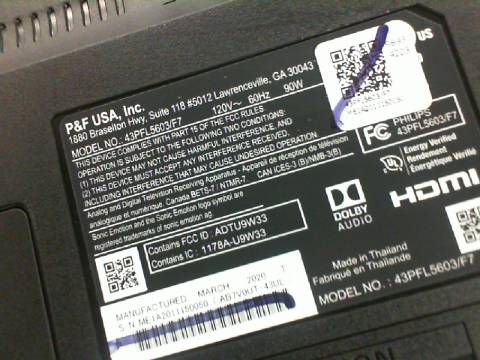 P&F USA, Inc.
1880 Braselton Hwy, Suite 118 #5012 Lawrenceville, GA 30043 US
MODEL NO.: 43PFL5603/F7 120V~ 60Hz 90W
THIS DEVICE COMPLIES WITH PART 15 OF THE FCC RULES
OPERATION IS SUBJECT TO THE FOLLOWING TWO CONDITIONS:
(1) THIS DEVICE MAY NOT CAUSE HARMFUL INTERFERENCE, AND
(2) THIS DEVICE MUST ACCEPT ANY INTERFERENCE RECEIVED,
INCLUDING INTERFERENCE THAT MAY CAUSE UNDESIRED OPERATION.
Analog and Digital Television Receiving Apparatus - Appareil de réception de télévision
analogique et numérique, Canada BETS-7 / NTMR-7. CAN ICES-3 (B)/NMB-3(B)
Sonic Emotion and the Sonic Emotion logo symbol are
registered trademarks of sonic emotion ag.
Contains FCC ID : ADTU9W33
Contains IC : 1178A-U9W33
FC
PHILIPS
43PFL5603/F7
UL
Energy Verified
Rendement
Énergétique Vérifié
DOLBY
AUDIO
HDMI
MANUFACTURED MARCH 2020 T
S N ME1A2011150050
Made in Thailand
Fabriqué en Thaïlande
MODEL NO.: 43PFL5603/F7